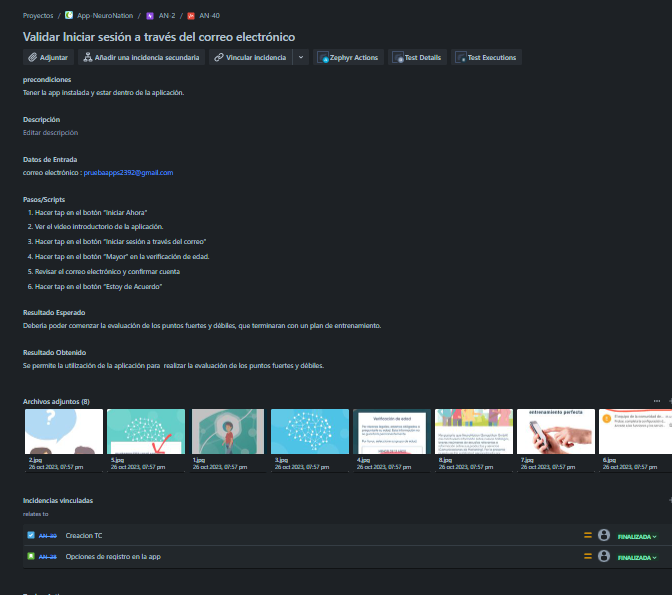 Proyectos / App-NeuroNation / AN-2 / AN-40
Validar Iniciar sesión a través del correo electrónico
Adjuntar Añadir una incidencia secundaria Vincular incidencia Zephyr Actions Test Details Test Executions
precondiciones
Tener la app instalada y estar dentro de la aplicación.
Descripción
Editar descripción
Datos de Entrada
correo electrónico : pruebaapps2392@gmail.com
Pasos/Scripts
1. Hacer tap en el botón "Iniciar Ahora"
2. Ver el video introductorio de la aplicación.
3. Hacer tap en el botón "Iniciar sesión a través del correo"
4. Hacer tap en el botón "Mayor" en la verificación de edad.
5. Revisar el correo electrónico y confirmar cuenta
6. Hacer tap en el botón "Estoy de Acuerdo"
Resultado Esperado
Deberia poder comenzar la evaluación de los puntos fuertes y débiles, que terminaran con un plan de entrenamiento.
Resultado Obtenido
Se permite la utilización de la aplicación para realizar la evaluación de los puntos fuertes y débiles.
Archivos adjuntos (8)
Verificación de edad
entrenamiento perfecta
2.jpg 5.jpg 1.jpg 3.jpg 4.jpg 8.jpg 7.jpg 6.jpg
26 oct 2023, 07:57 pm 26 oct 2023, 07:57 pm 26 oct 2023, 07:57 pm 26 oct 2023, 07:57 pm 26 oct 2023, 07:57 pm 26 oct 2023, 07:57 pm 26 oct 2023, 07:57 pm 26 oct 2023, 07:57 pm
Incidencias vinculadas
relates to
Creacion TC FINALIZADA
Opciones de registro en la app FINALIZADA